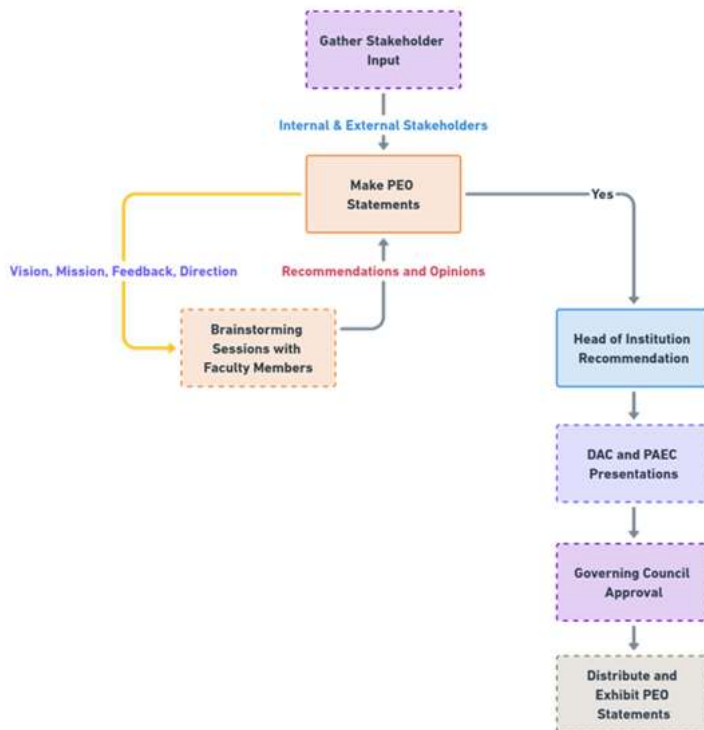 Gather Stakeholder
Input
Internal & External Stakeholders
Make PEO
Statements
Yes
Vision, Mission, Feedback, Direction
Recommendations and Opinions
Brainstorming
Sessions with
Faculty Members
Head of Institution
Recommendation
DAC and PAEC
Presentations
Governing Council
Approval
Distribute and
Exhibit PEO
Statements